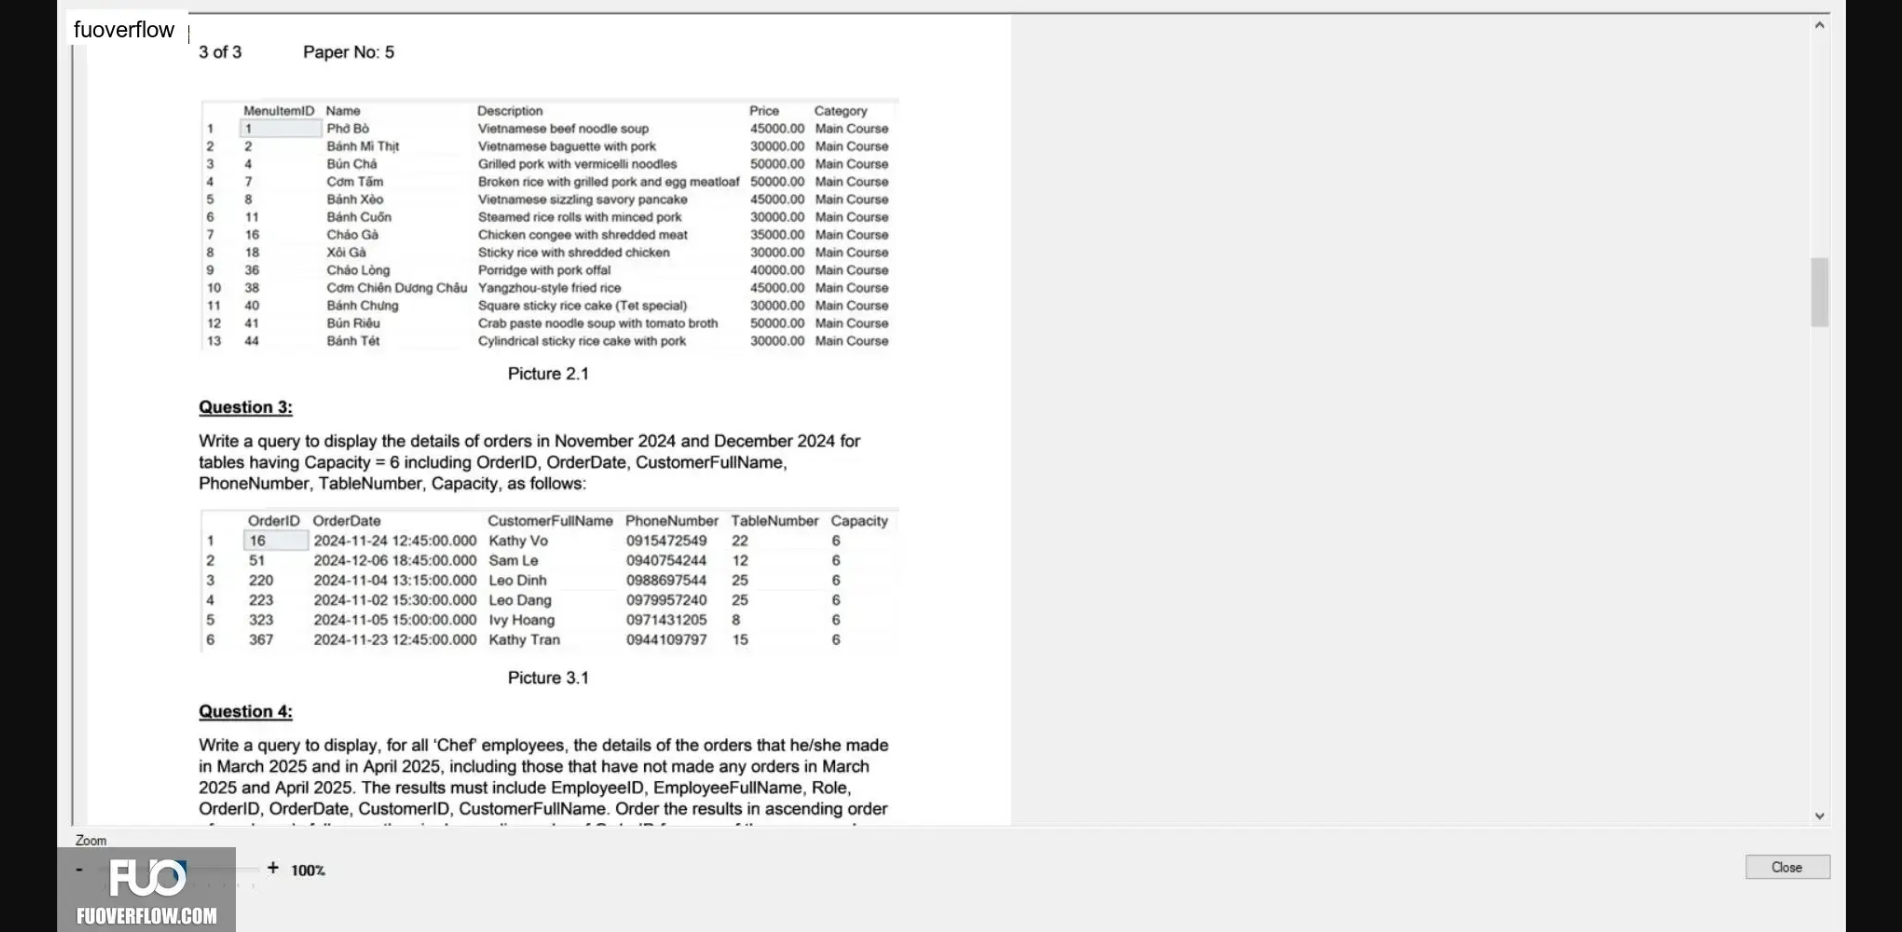 fuoverflow
3 of 3 Paper No: 5
MenuItemID Name Description Price Category
1 1 Phở Bò Vietnamese beef noodle soup 45000.00 Main Course
2 2 Bánh Mì Thịt Vietnamese baguette with pork 30000.00 Main Course
3 4 Bún Chả Grilled pork with vermicelli noodles 50000.00 Main Course
4 7 Cơm Tấm Broken rice with grilled pork and egg meatloaf 50000.00 Main Course
5 8 Bánh Xèo Vietnamese sizzling savory pancake 45000.00 Main Course
6 11 Bánh Cuốn Steamed rice rolls with minced pork 30000.00 Main Course
7 16 Cháo Gà Chicken congee with shredded meat 35000.00 Main Course
8 18 Xôi Gà Sticky rice with shredded chicken 30000.00 Main Course
9 36 Cháo Lòng Porridge with pork offal 40000.00 Main Course
10 38 Cơm Chiên Dương Châu Yangzhou-style fried rice 45000.00 Main Course
11 40 Bánh Chưng Square sticky rice cake (Tet special) 30000.00 Main Course
12 41 Bún Riêu Crab paste noodle soup with tomato broth 50000.00 Main Course
13 44 Bánh Tét Cylindrical sticky rice cake with pork 30000.00 Main Course
Picture 2.1
Question 3:
Write a query to display the details of orders in November 2024 and December 2024 for
tables having Capacity = 6 including OrderID, OrderDate, CustomerFullName,
PhoneNumber, TableNumber, Capacity, as follows:
OrderID OrderDate CustomerFullName PhoneNumber TableNumber Capacity
1 16 2024-11-24 12:45:00.000 Kathy Vo 0915472549 22 6
2 51 2024-12-06 18:45:00.000 Sam Le 0940754244 12 6
3 220 2024-11-04 13:15:00.000 Leo Dinh 0988697544 25 6
4 223 2024-11-02 15:30:00.000 Leo Dang 0979957240 25 6
5 323 2024-11-05 15:00:00.000 Ivy Hoang 0971431205 8 6
6 367 2024-11-23 12:45:00.000 Kathy Tran 0944109797 15 6
Picture 3.1
Question 4:
Write a query to display, for all ‘Chef’ employees, the details of the orders that he/she made
in March 2025 and in April 2025, including those that have not made any orders in March
2025 and April 2025. The results must include EmployeeID, EmployeeFullName, Role,
OrderID, OrderDate, CustomerID, CustomerFullName. Order the results in ascending order
Zoom
- + 100%
Close
FUO
FUOVERFLOW.COM